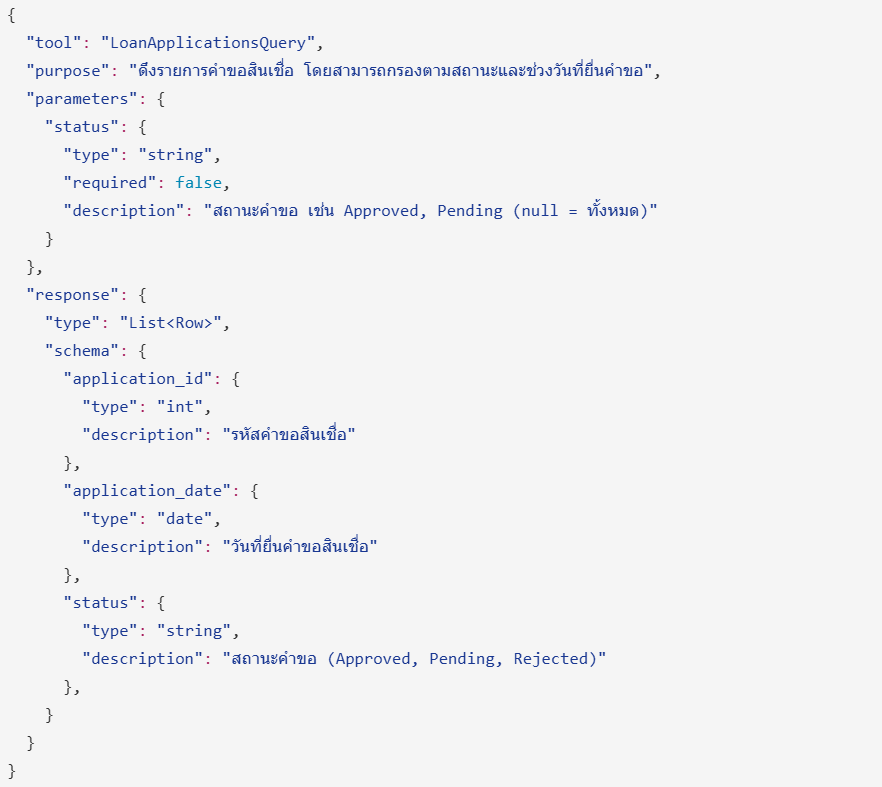 {
  "tool": "LoanApplicationsQuery",
  "purpose": "ดึงรายการคำขอสินเชื่อ โดยสามารถกรองตามสถานะและช่วงวันที่ยื่นคำขอ",
  "parameters": {
    "status": {
      "type": "string",
      "required": false,
      "description": "สถานะคำขอ เช่น Approved, Pending (null = ทั้งหมด)"
    }
  },
  "response": {
    "type": "List<Row>",
    "schema": {
      "application_id": {
        "type": "int",
        "description": "รหัสคำขอสินเชื่อ"
      },
      "application_date": {
        "type": "date",
        "description": "วันที่ยื่นคำขอสินเชื่อ"
      },
      "status": {
        "type": "string",
        "description": "สถานะคำขอ (Approved, Pending, Rejected)"
      },
    }
  }
}